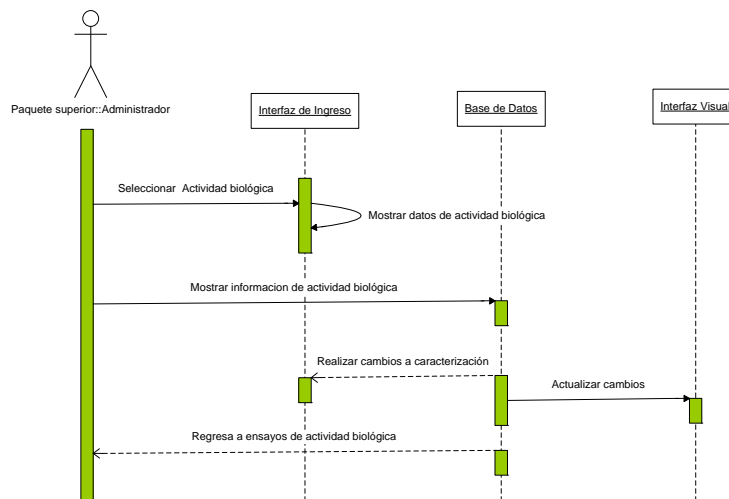 Paquete superior::Administrador
Interfaz de Ingreso
Base de Datos
Interfaz Visual
Seleccionar Actividad biológica
Mostrar datos de actividad biológica
Mostrar informacion de actividad biológica
Realizar cambios a caracterización
Actualizar cambios
Regresa a ensayos de actividad biológica